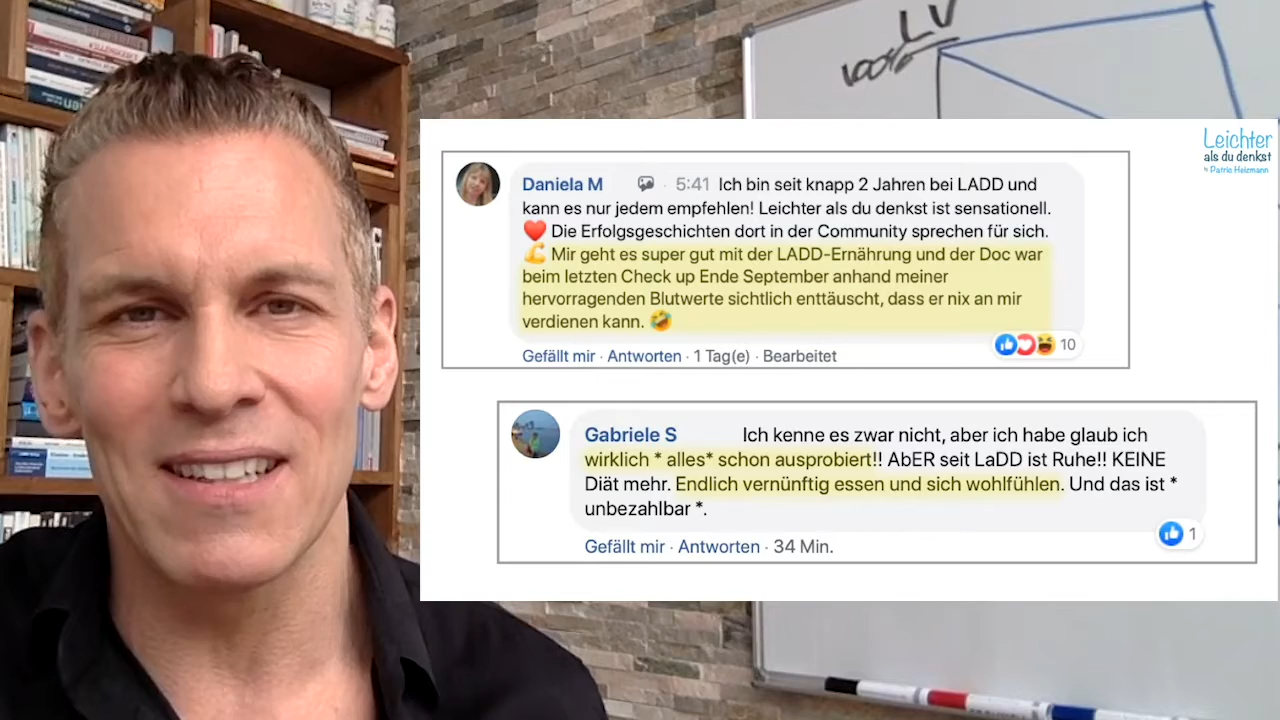 LV
100%
Leichter
als du denkst
by Patric Heizmann
Daniela M · 5:41 Ich bin seit knapp 2 Jahren bei LADD und
kann es nur jedem empfehlen! Leichter als du denkst ist sensationell.
❤️ Die Erfolgsgeschichten dort in der Community sprechen für sich.
💪 Mir geht es super gut mit der LADD-Ernährung und der Doc war
beim letzten Check up Ende September anhand meiner
hervorragenden Blutwerte sichtlich enttäuscht, dass er nix an mir
verdienen kann. 🤣
10
Gefällt mir · Antworten · 1 Tag(e) · Bearbeitet
Gabriele S Ich kenne es zwar nicht, aber ich habe glaub ich
wirklich * alles* schon ausprobiert!! AbER seit LaDD ist Ruhe!! KEINE
Diät mehr. Endlich vernünftig essen und sich wohlfühlen. Und das ist *
unbezahlbar *.
1
Gefällt mir · Antworten · 34 Min.